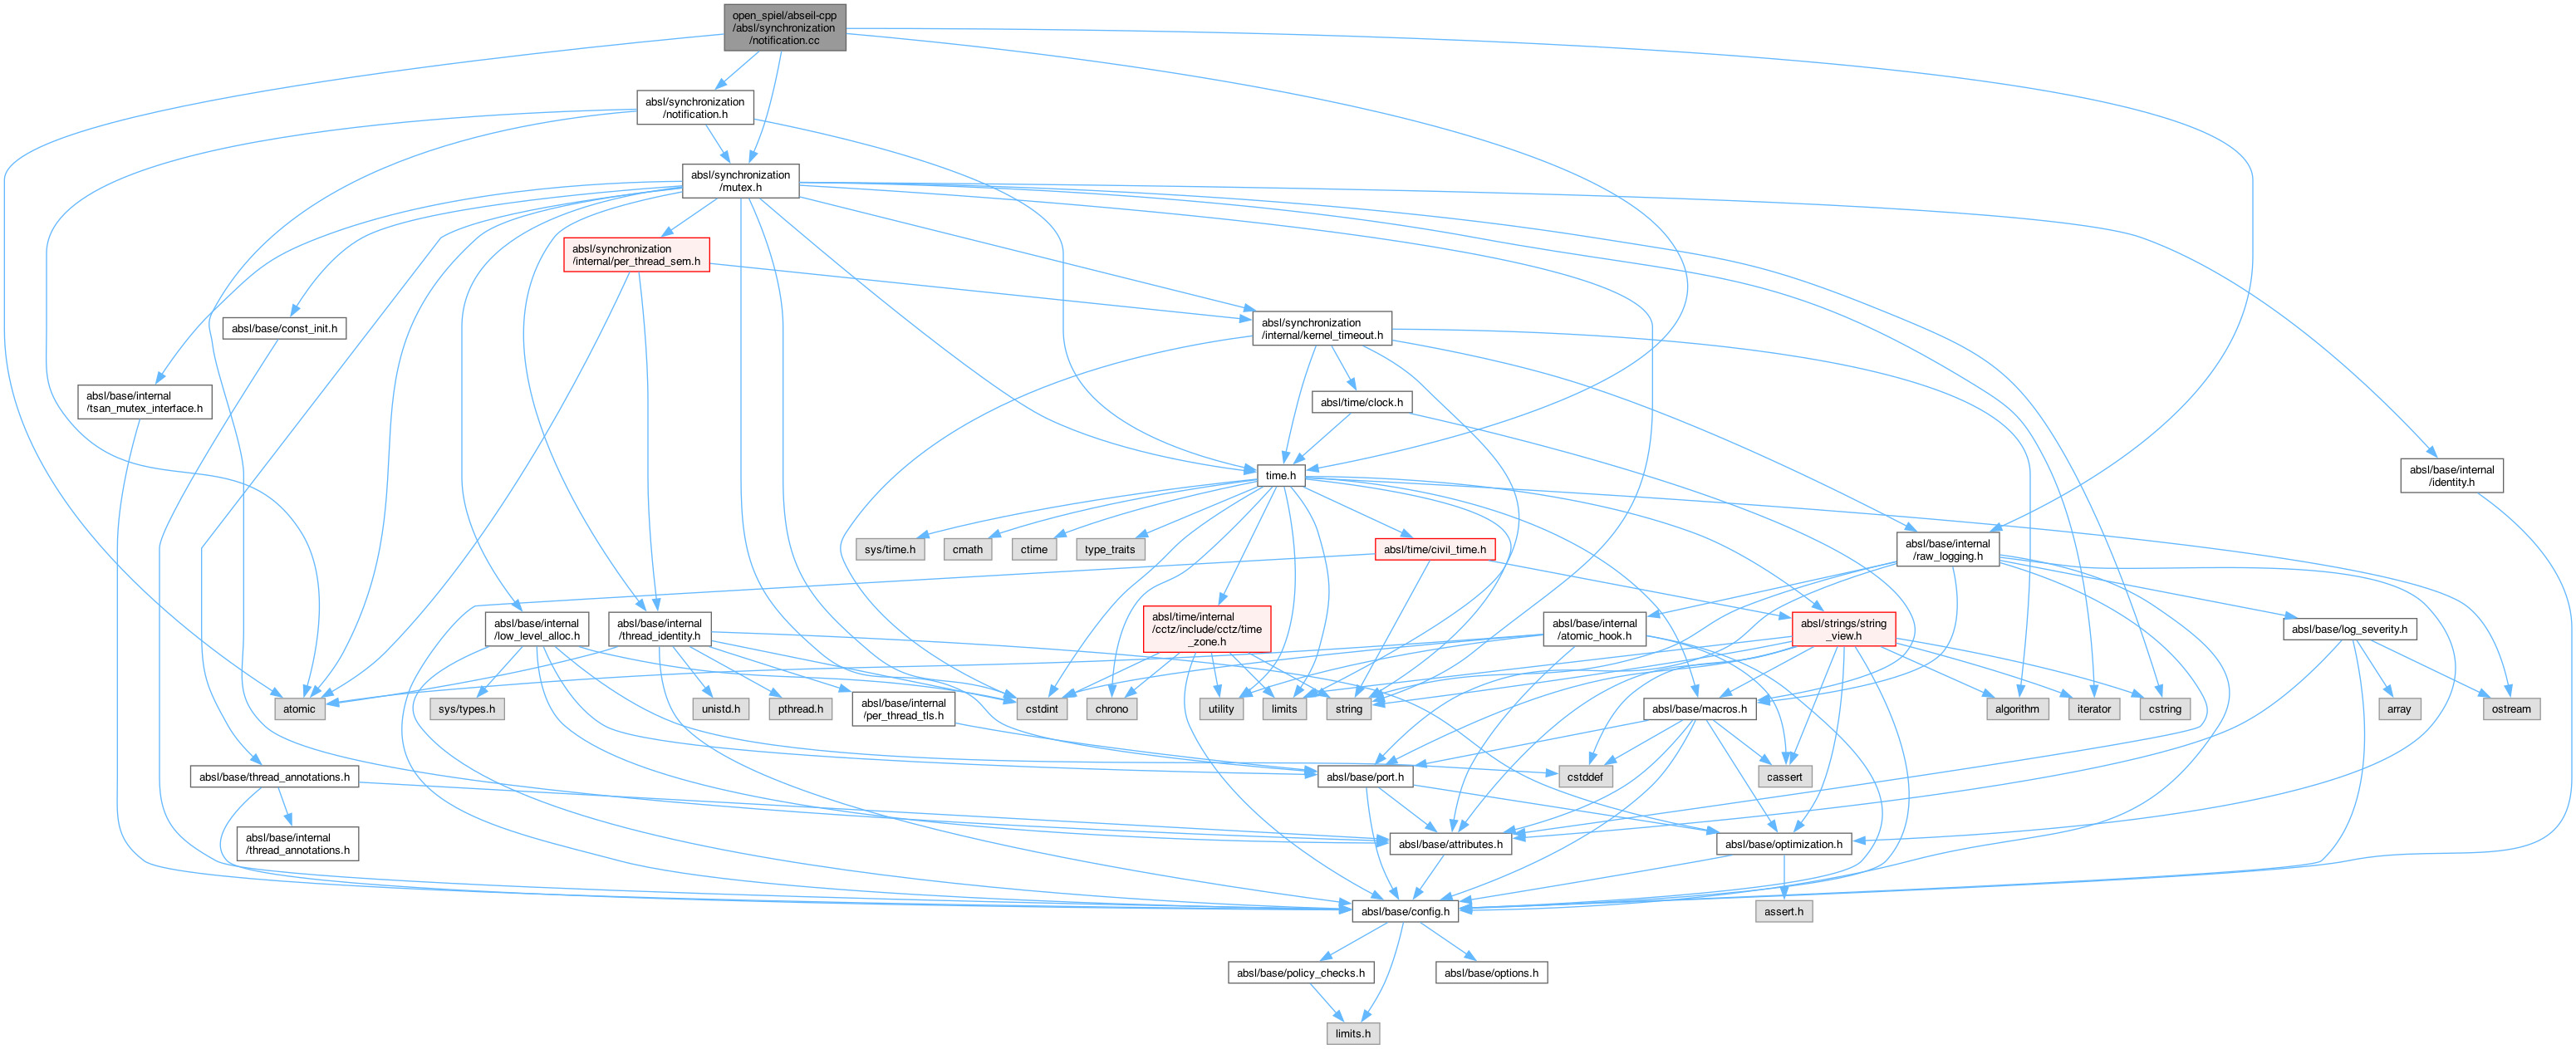 open_spiel/abseil-cpp
/absl/synchronization
/notification.cc
absl/synchronization
/notification.h
absl/synchronization
/mutex.h
absl/synchronization
/internal/per_thread_sem.h
absl/base/const_init.h
absl/synchronization
/internal/kernel_timeout.h
absl/base/internal
/tsan_mutex_interface.h
absl/time/clock.h
time.h
absl/base/internal
/identity.h
sys/time.h
cmath
ctime
type_traits
absl/time/civil_time.h
absl/base/internal
/raw_logging.h
absl/base/internal
/low_level_alloc.h
absl/base/internal
/thread_identity.h
absl/time/internal
/cctz/include/cctz/time
_zone.h
absl/base/internal
/atomic_hook.h
absl/strings/string
_view.h
absl/base/log_severity.h
atomic
sys/types.h
unistd.h
pthread.h
absl/base/internal
/per_thread_tls.h
cstdint
chrono
utility
limits
string
absl/base/macros.h
algorithm
iterator
cstring
array
ostream
absl/base/thread_annotations.h
absl/base/port.h
cstddef
cassert
absl/base/internal
/thread_annotations.h
absl/base/attributes.h
absl/base/optimization.h
absl/base/config.h
assert.h
absl/base/policy_checks.h
absl/base/options.h
limits.h